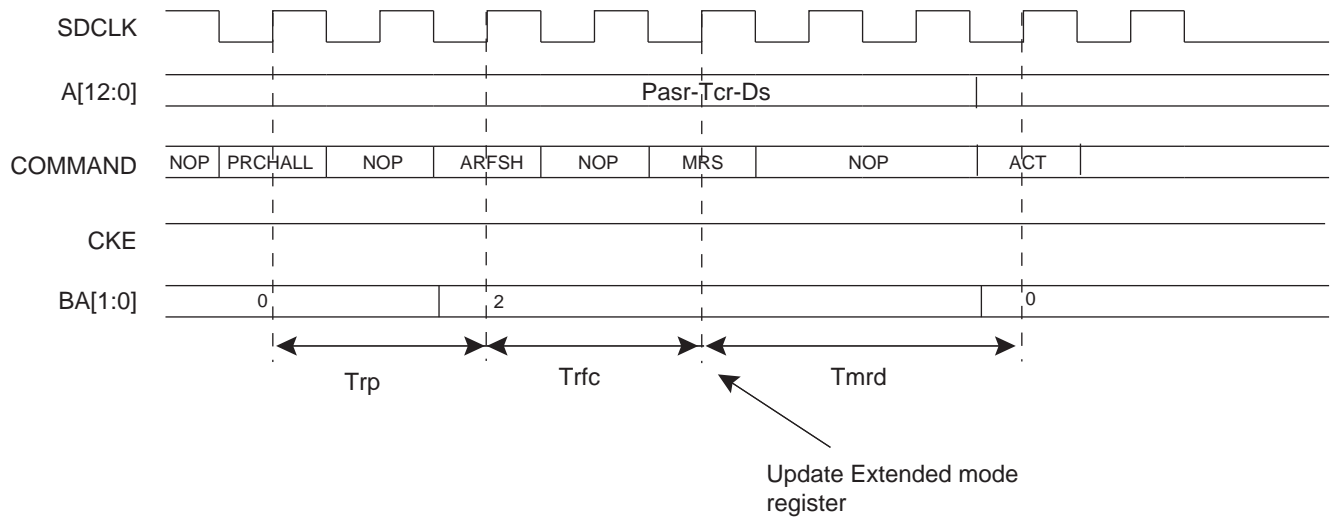 SDCLK
A[12:0]
Pasr-Tcr-Ds
COMMAND
NOP PRCHALL NOP ARFSH NOP MRS NOP ACT
CKE
BA[1:0]
0 2 0
Trp Trfc Tmrd
Update Extended mode
register